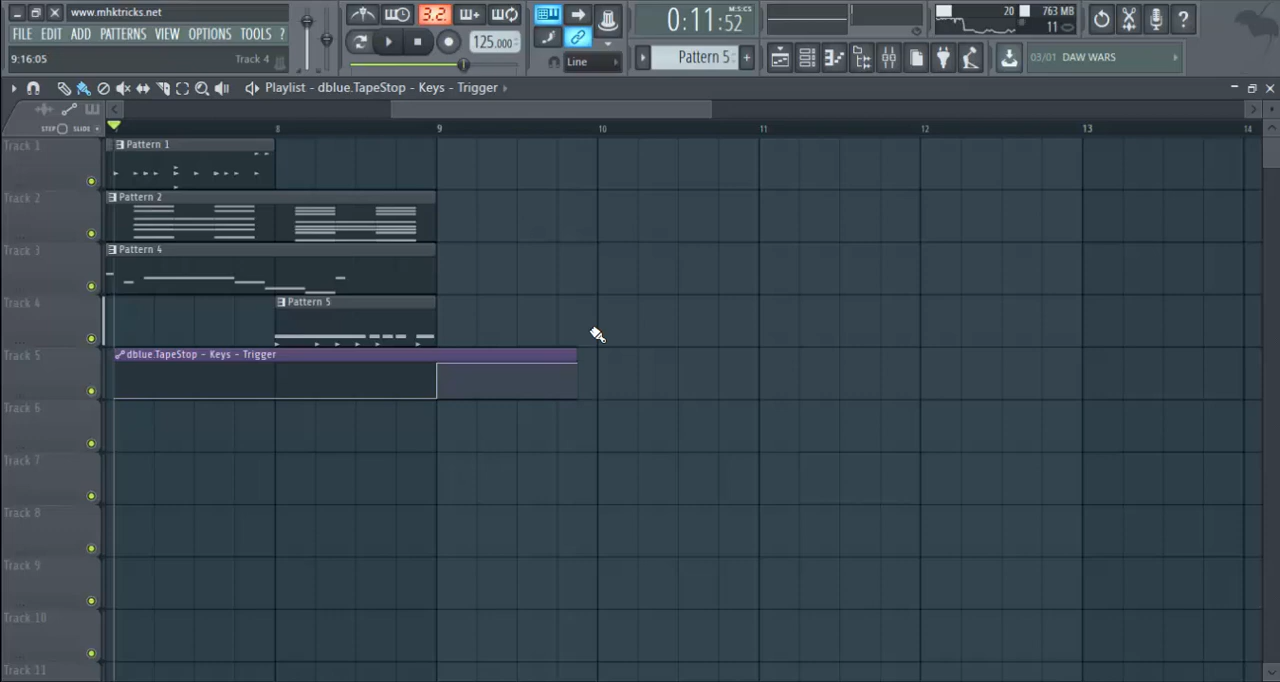 www.mhktricks.net
FILE EDIT ADD PATTERNS VIEW OPTIONS TOOLS ?
9:16:05 Track 4
3.2.
125.000
Line
0:11:52
M:S:CS
Pattern 5
20 763 MB
11
03/01 DAW WARS
Playlist - dblue.TapeStop - Keys - Trigger
STEP SLIDE
8 9 10 11 12 13 14
Track 1
Pattern 1
Track 2
Pattern 2
Track 3
Pattern 4
Track 4
Pattern 5
Track 5
dblue.TapeStop - Keys - Trigger
Track 6
Track 7
Track 8
Track 9
Track 10
Track 11